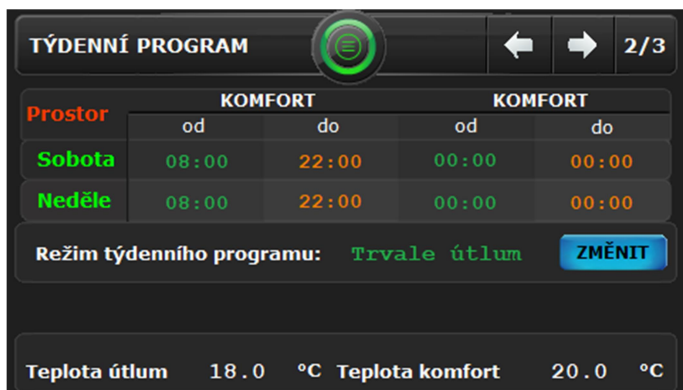 TÝDENNÍ PROGRAM 2/3
Prostor KOMFORT KOMFORT
od do od do
Sobota 08:00 22:00 00:00 00:00
Neděle 08:00 22:00 00:00 00:00
Režim týdenního programu: Trvale útlum ZMĚNIT
Teplota útlum 18.0 °C Teplota komfort 20.0 °C